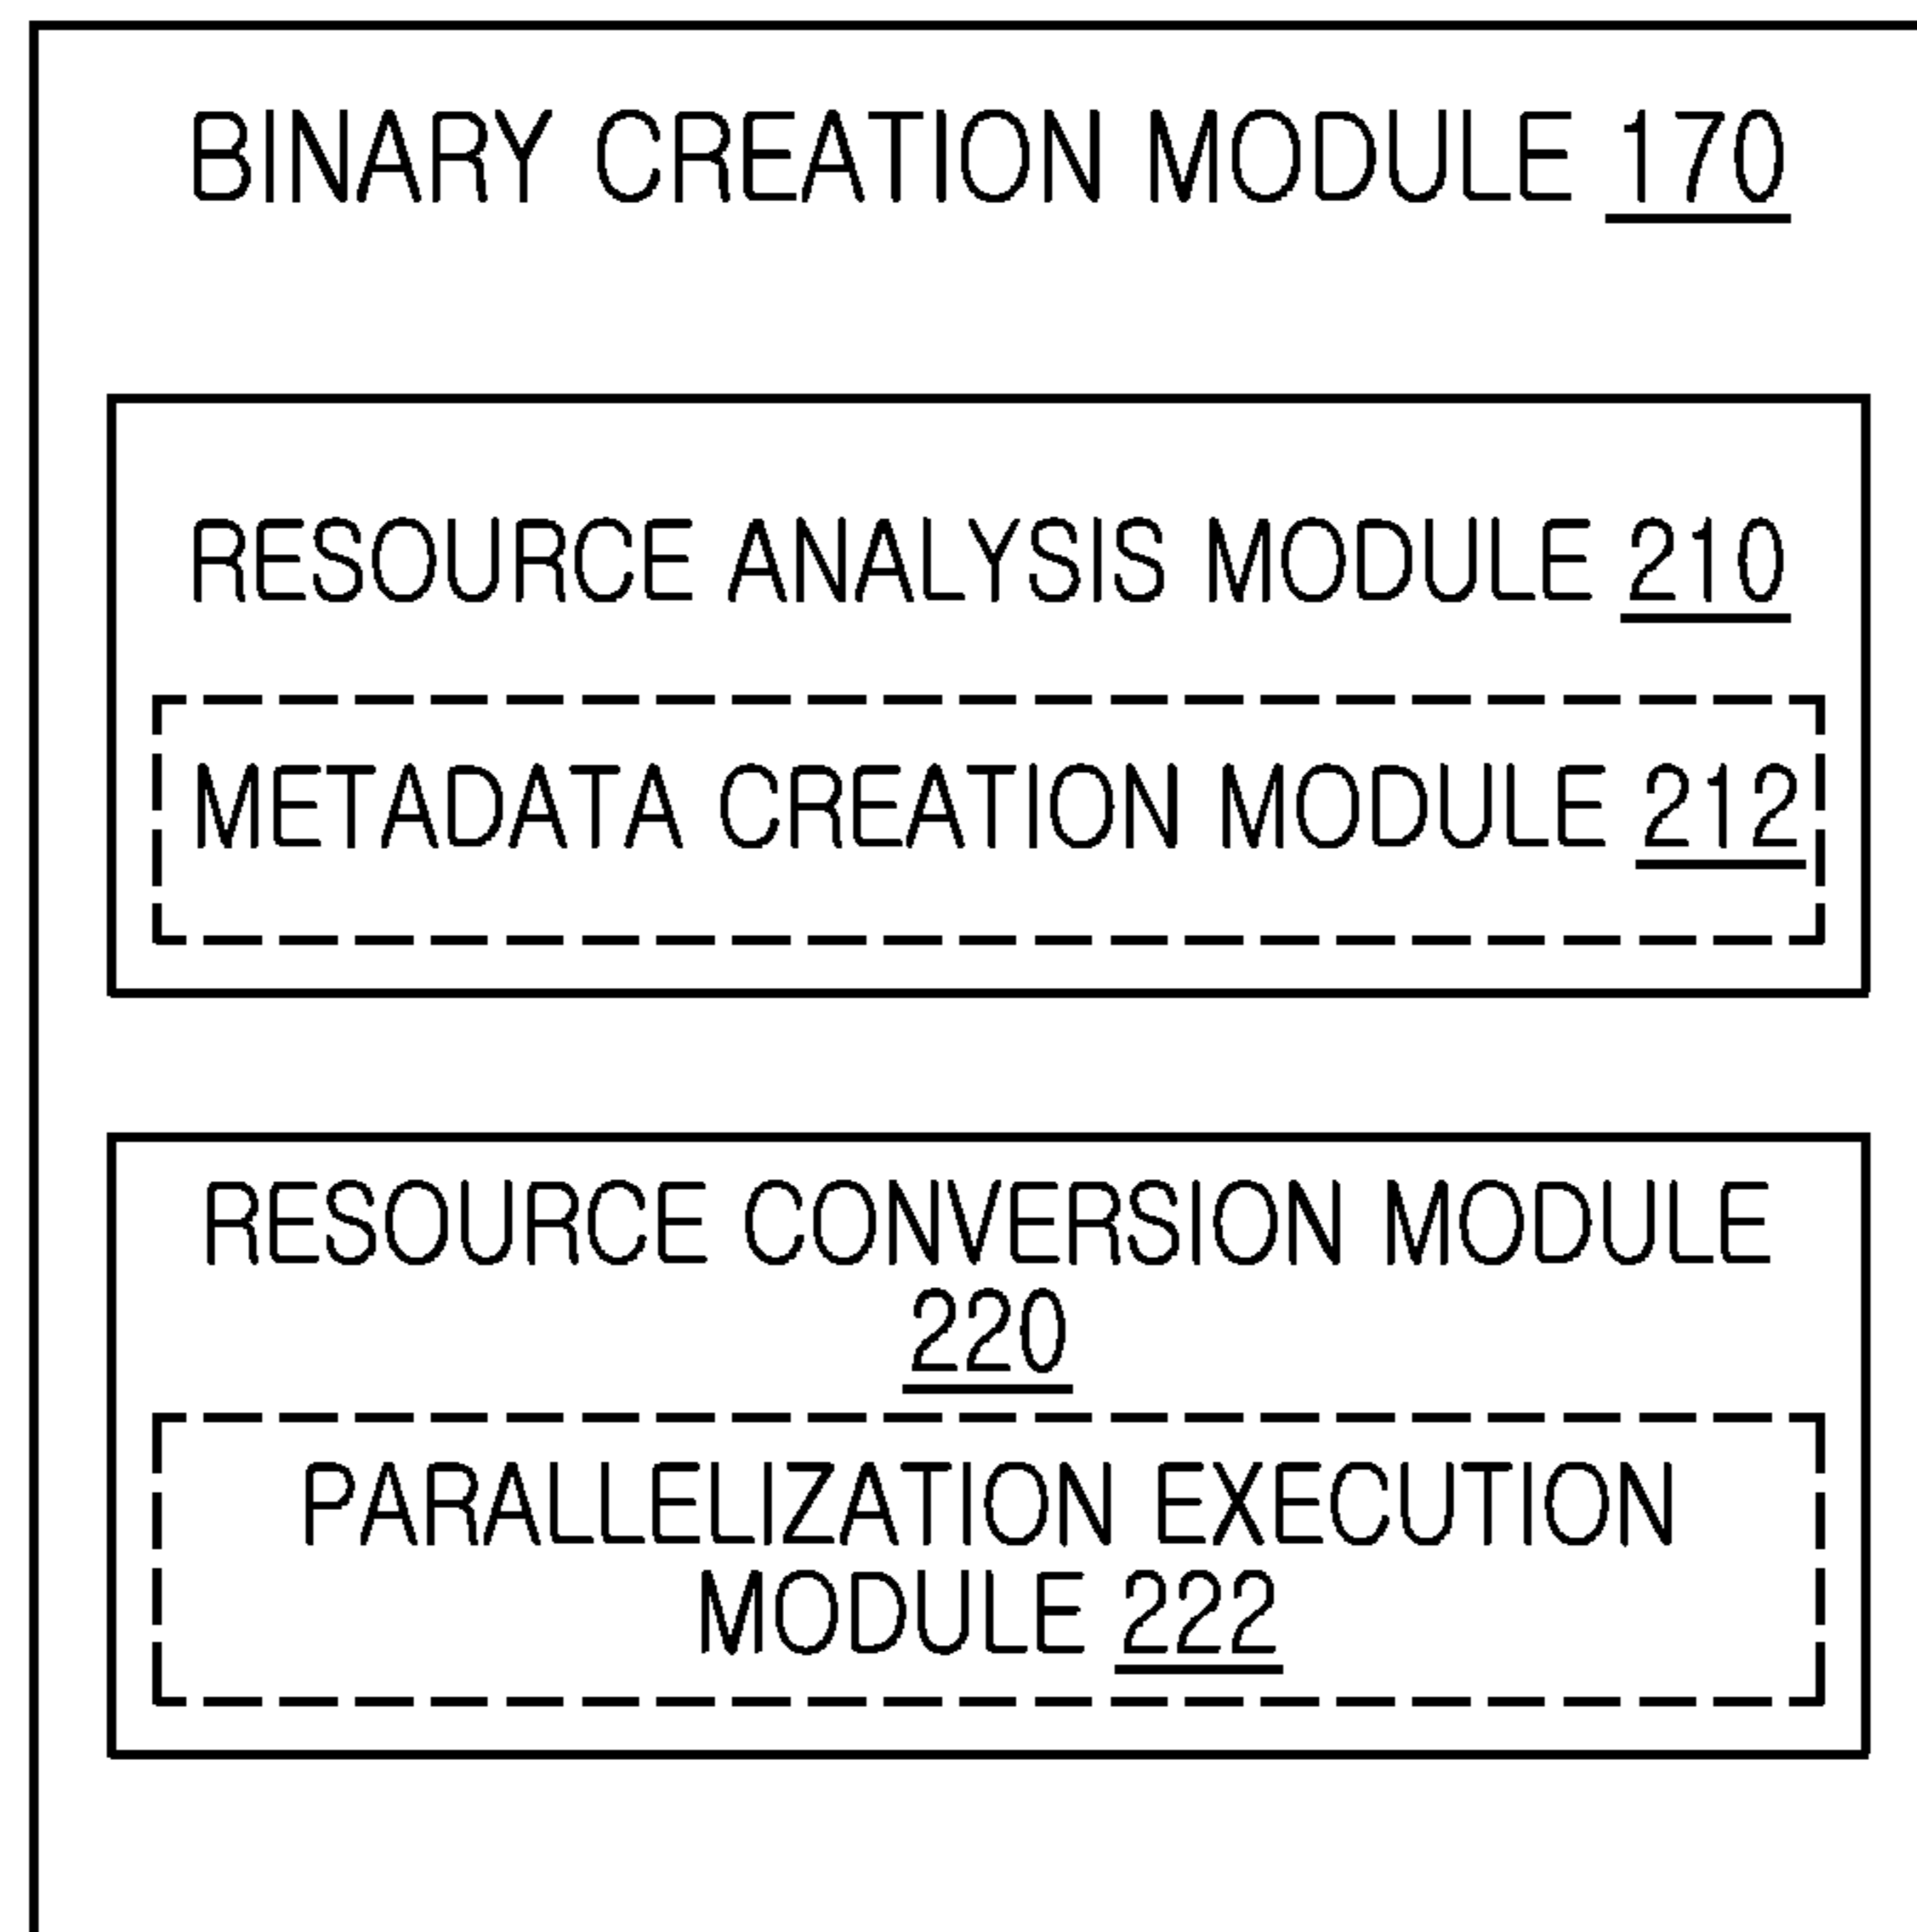 BINARY CREATION MODULE 170
RESOURCE ANALYSIS MODULE 210
METADATA CREATION MODULE 212
RESOURCE CONVERSION MODULE
220
PARALLELIZATION EXECUTION
MODULE 222